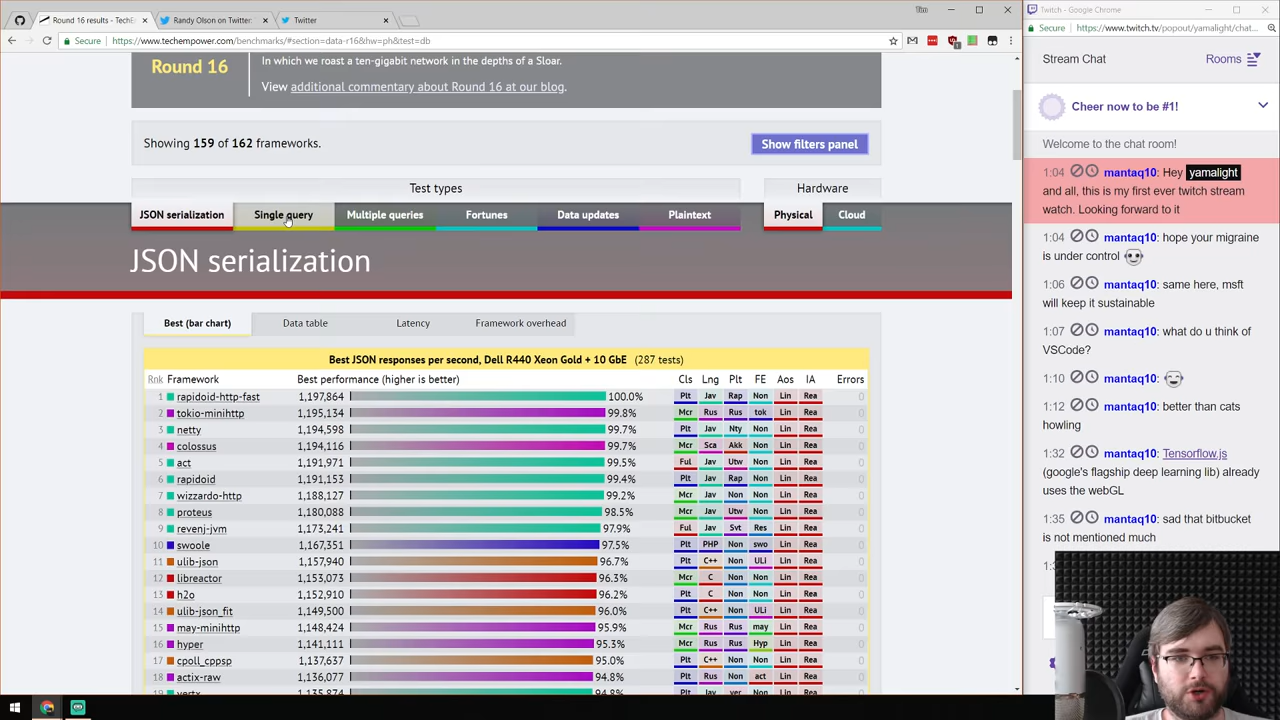 Round 16 results - TechE
Randy Olson on Twitter:
Twitter
Tim
Secure
https://www.techempower.com/benchmarks/#section=data-r16&hw=ph&test=db
Round 16
In which we roast a ten-gigabit network in the depths of a Sloar.
View additional commentary about Round 16 at our blog.
Showing 159 of 162 frameworks.
Show filters panel
Test types
Hardware
JSON serialization
Single query
Multiple queries
Fortunes
Data updates
Plaintext
Physical
Cloud
JSON serialization
Best (bar chart)
Data table
Latency
Framework overhead
Best JSON responses per second, Dell R440 Xeon Gold + 10 GbE (287 tests)
Rnk Framework Best performance (higher is better) Cls Lng Plt FE Aos IA Errors
1 rapidoid-http-fast 1,197,864 100.0% Plt Jav Rap Non Lin Rea 0
2 tokio-minihttp 1,195,134 99.8% Mcr Rus Rus tok Lin Rea 0
3 netty 1,194,598 99.7% Plt Jav Nty Non Lin Rea 0
4 colossus 1,194,116 99.7% Mcr Sca Akk Non Lin Rea 0
5 act 1,191,971 99.5% Ful Jav Utw Non Lin Rea 0
6 rapidoid 1,191,153 99.4% Plt Jav Rap Non Lin Rea 0
7 wizzardo-http 1,188,127 99.2% Mcr Jav Non Non Lin Rea 0
8 proteus 1,180,088 98.5% Mcr Jav Utw Non Lin Rea 0
9 revenj-jvm 1,173,241 97.9% Ful Jav Svt Res Lin Rea 0
10 swoole 1,167,351 97.5% Plt PHP Non swo Lin Rea 0
11 ulib-json 1,157,940 96.7% Plt C++ Non ULi Lin Rea 0
12 libreactor 1,153,073 96.3% Mcr C Non Non Lin Rea 0
13 h2o 1,152,910 96.2% Plt C Non Non Lin Rea 0
14 ulib-json_fit 1,149,500 96.0% Plt C++ Non ULi Lin Rea 0
15 may-minihttp 1,148,424 95.9% Mcr Rus Rus may Lin Rea 0
16 hyper 1,141,111 95.3% Mcr Rus Rus Hyp Lin Rea 0
17 cpoll_cppsp 1,137,637 95.0% Plt C++ Non Non Lin Rea 0
18 actix-raw 1,136,077 94.8% Mcr Rus Non act Lin Rea 0
19 vertx 1,135,874 94.8% Plt Jav ver Non Lin Rea 0
Twitch - Google Chrome
Secure
https://www.twitch.tv/popout/yamalight/chat...
Stream Chat
Rooms
Cheer now to be #1!
Welcome to the chat room!
1:04 mantaq10: Hey yamalight
and all, this is my first ever twitch stream
watch. Looking forward to it
1:04 mantaq10: hope your migraine
is under control
1:06 mantaq10: same here, msft
will keep it sustainable
1:07 mantaq10: what do u think of
VSCode?
1:10 mantaq10:
1:12 mantaq10: better than cats
howling
1:32 mantaq10: Tensorflow.js
(google's flagship deep learning lib) already
uses the webGL
1:35 mantaq10: sad that bitbucket
is not mentioned much